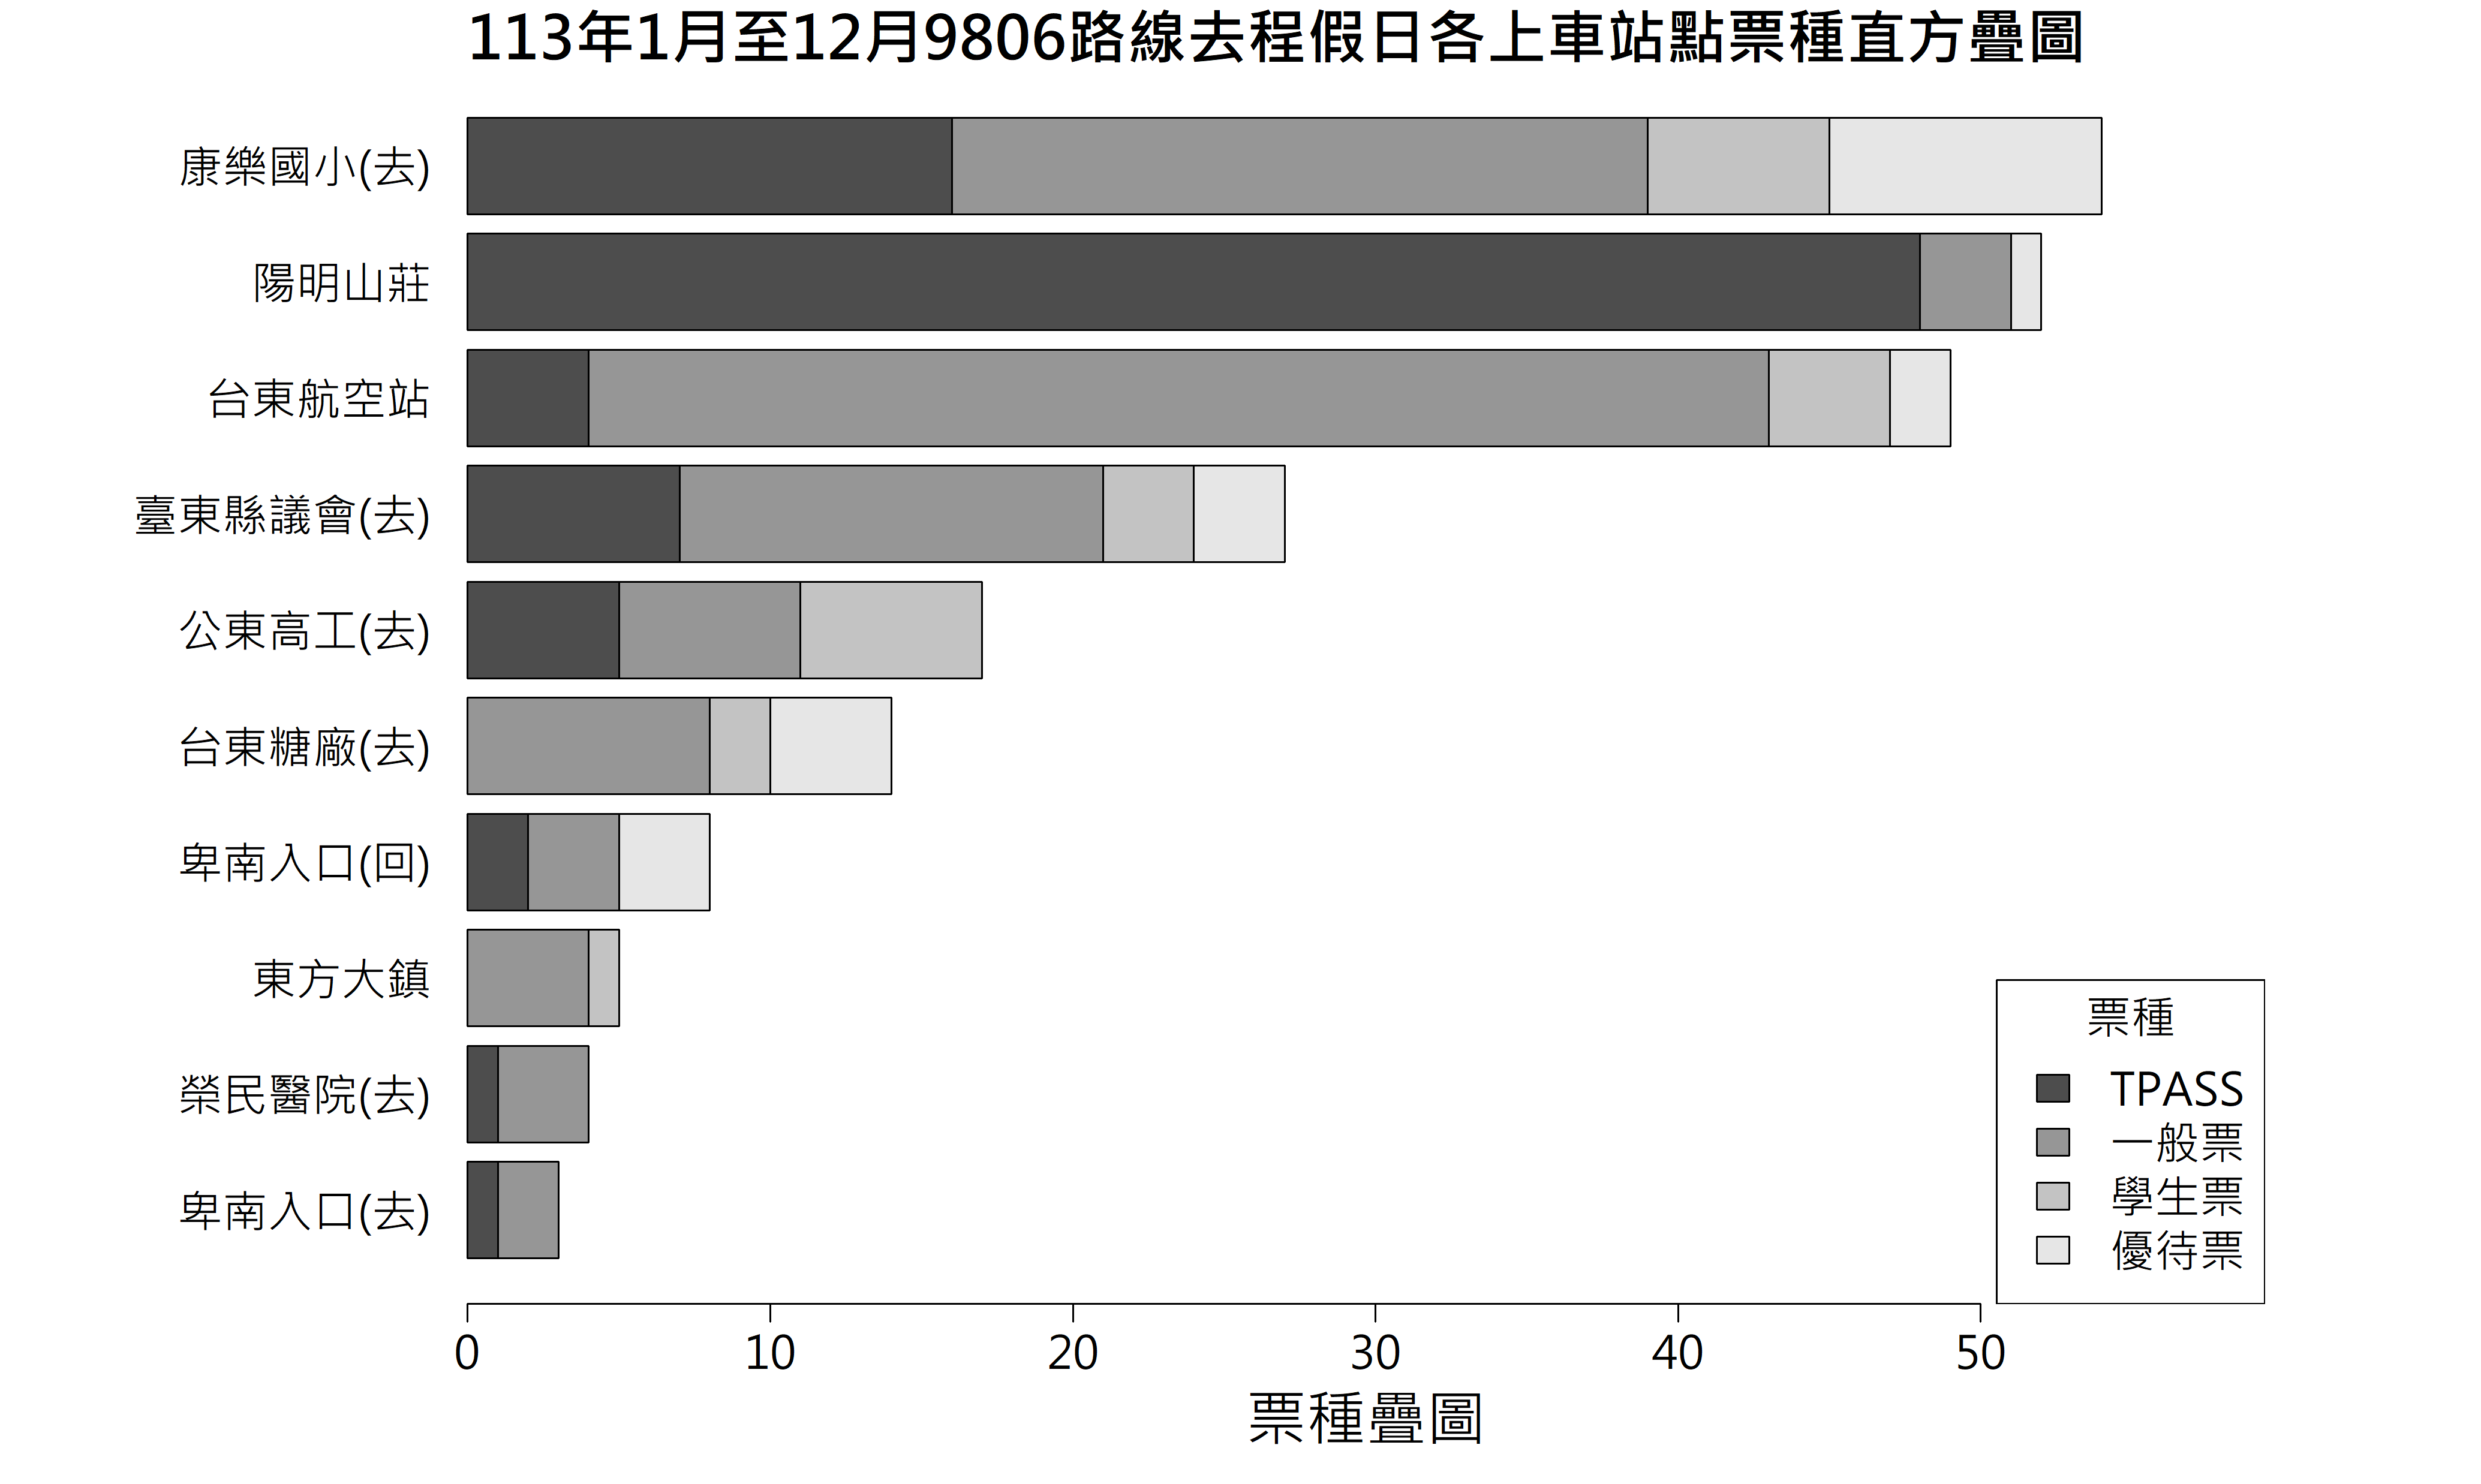 113年1月至12月9806路線去程假日各上車站點票種直方疊圖
康樂國小(去)
陽明山莊
台東航空站
臺東縣議會(去)
公東高工(去)
台東糖廠(去)
卑南入口(回)
東方大鎮
榮民醫院(去)
卑南入口(去)
票種
TPASS
一般票
學生票
優待票
0 10 20 30 40 50
票種疊圖